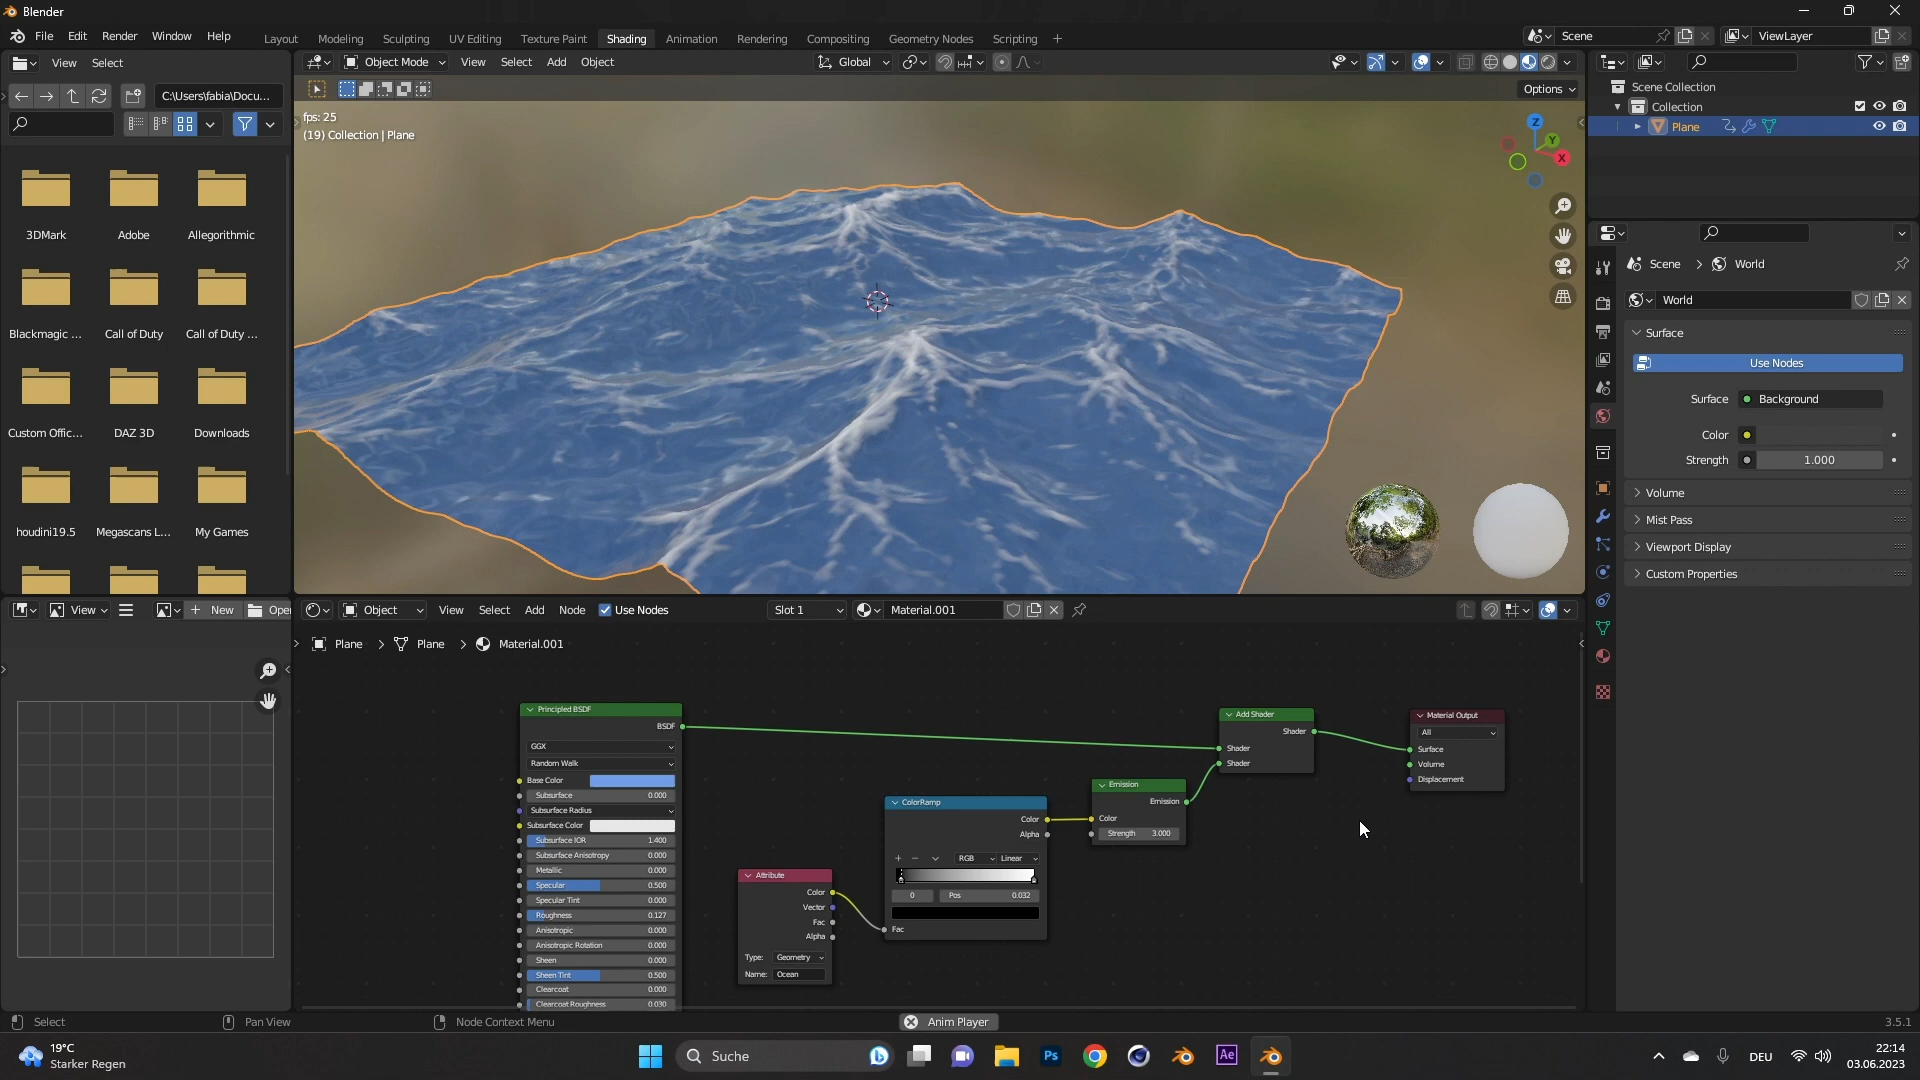 Blender
File Edit Render Window Help
Layout Modeling Sculpting UV Editing Texture Paint Shading Animation Rendering Compositing Geometry Nodes Scripting +
Scene
ViewLayer
View Select
C:\Users\fabia\Docu...
3DMark Adobe Allegorithmic
Blackmagic ... Call of Duty Call of Duty ...
Custom Offic... DAZ 3D Downloads
houdini19.5 Megascans L... My Games
Object Mode View Select Add Object
Global
Options
fps: 25
(19) Collection | Plane
Z
Y
X
Scene Collection
Collection
Plane
Scene > World
World
Surface
Use Nodes
Surface Background
Color
Strength 1.000
Volume
Mist Pass
Viewport Display
Custom Properties
View + New Open
Object View Select Add Node Use Nodes Slot 1 Material.001
Plane > Plane > Material.001
Principled BSDF
BSDF
GGX
Random Walk
Base Color
Subsurface 0.000
Subsurface Radius
Subsurface Color
Subsurface IOR 1.400
Subsurface Anisotropy 0.000
Metallic 0.000
Specular 0.500
Specular Tint 0.000
Roughness 0.127
Anisotropic 0.000
Anisotropic Rotation 0.000
Sheen 0.000
Sheen Tint 0.500
Clearcoat 0.000
Clearcoat Roughness 0.030
Attribute
Color
Vector
Fac
Alpha
Type: Geometry
Name: Ocean
ColorRamp
Color
Alpha
+ − RGB Linear
0 Pos 0.032
Fac
Emission
Emission
Color
Strength 3.000
Add Shader
Shader
Shader
Shader
Material Output
All
Surface
Volume
Displacement
Select Pan View Node Context Menu Anim Player 3.5.1
19°C
Starker Regen
Suche
Ps
Ae
DEU
22:14
03.06.2023